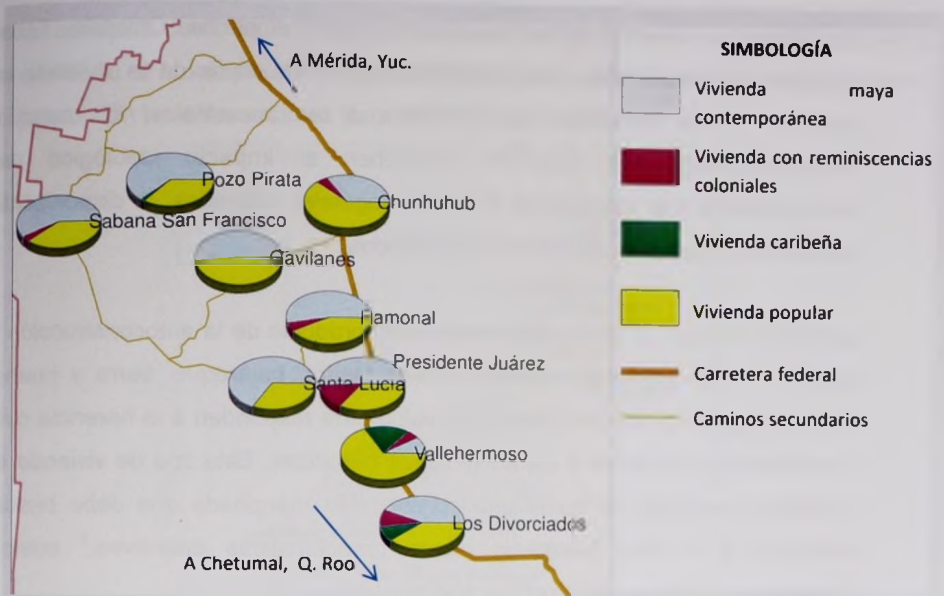 A Mérida, Yuc.
Pozo Pirata
Sabana San Francisco
Chunhuhub
Gavilanes
Ramonal
Presidente Juárez
Santa Lucía
Vallehermoso
Los Divorciados
A Chetumal, Q. Roo
SIMBOLOGÍA
Vivienda maya
contemporánea
Vivienda con reminiscencias
coloniales
Vivienda caribeña
Vivienda popular
Carretera federal
Caminos secundarios